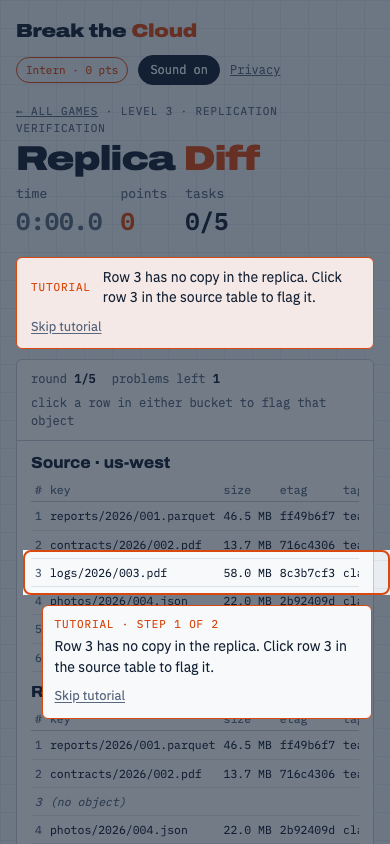 Break the Cloud
Intern · 0 pts Sound on Privacy
← ALL GAMES · LEVEL 3 · REPLICATION
VERIFICATION
Replica Diff
time points tasks
0:00.0 0 0/5
TUTORIAL Row 3 has no copy in the replica. Click
row 3 in the source table to flag it.
Skip tutorial
round 1/5 problems left 1
click a row in either bucket to flag that
object
Source · us-west
# key size etag
1 reports/2026/001.parquet 46.5 MB ff49b6f7
2 contracts/2026/002.pdf 13.7 MB 716c4306
3 logs/2026/003.pdf 58.0 MB 8c3b7cf3
4 photos/2026/004.json 22.0 MB 2b92409d
5
6
TUTORIAL · STEP 1 OF 2
Row 3 has no copy in the replica. Click row 3 in
the source table to flag it.
Skip tutorial
# key size etag
1 reports/2026/001.parquet 46.5 MB ff49b6f7
2 contracts/2026/002.pdf 13.7 MB 716c4306
3 (no object)
4 photos/2026/004.json 22.0 MB 2b92409d